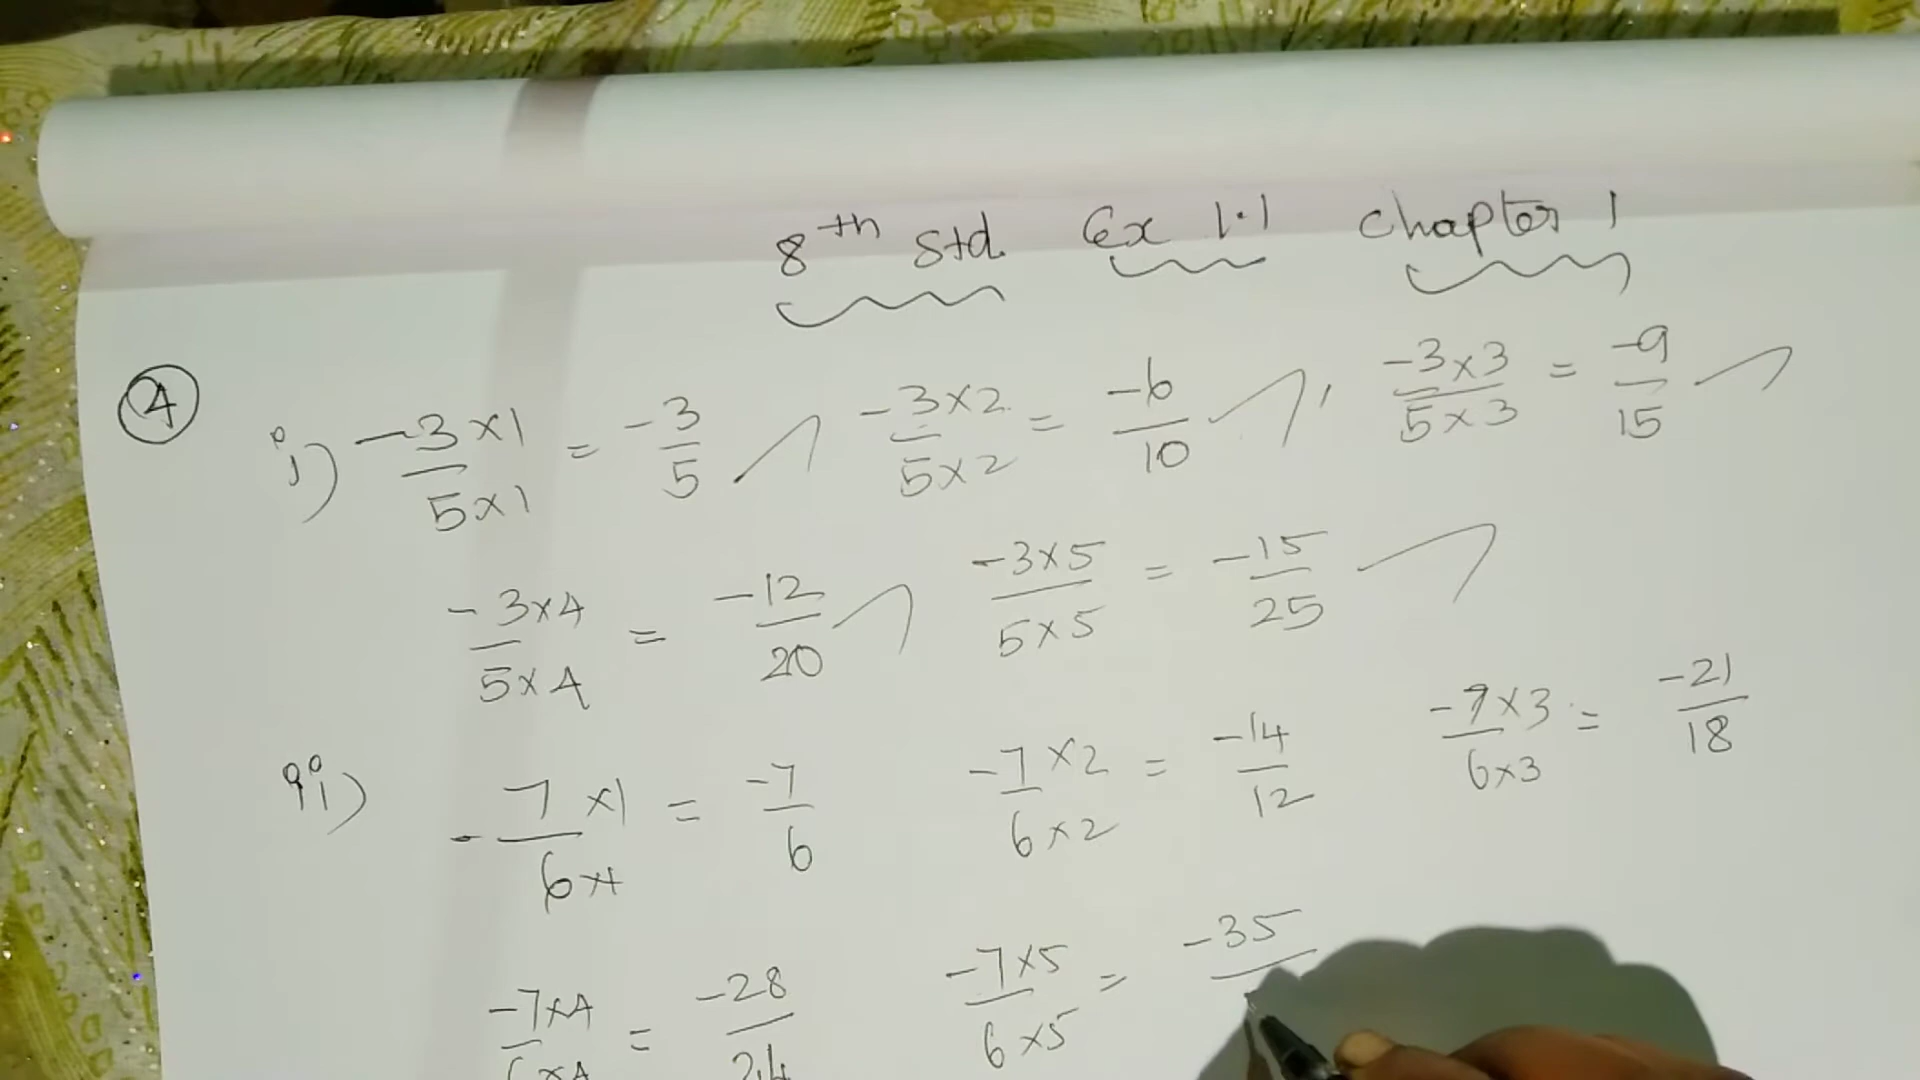 8th Std. Ex 1.1 chapter 1
4
i) -3×1/5×1 = -3/5 -3×2/5×2 = -6/10 , -3×3/5×3 = -9/15
-3×4/5×4 = -12/20 -3×5/5×5 = -15/25
ii) -7×1/6×1 = -7/6 -7×2/6×2 = -14/12 -7×3/6×3 = -21/18
-7×4/6×4 = -28/24 -7×5/6×5 = -35